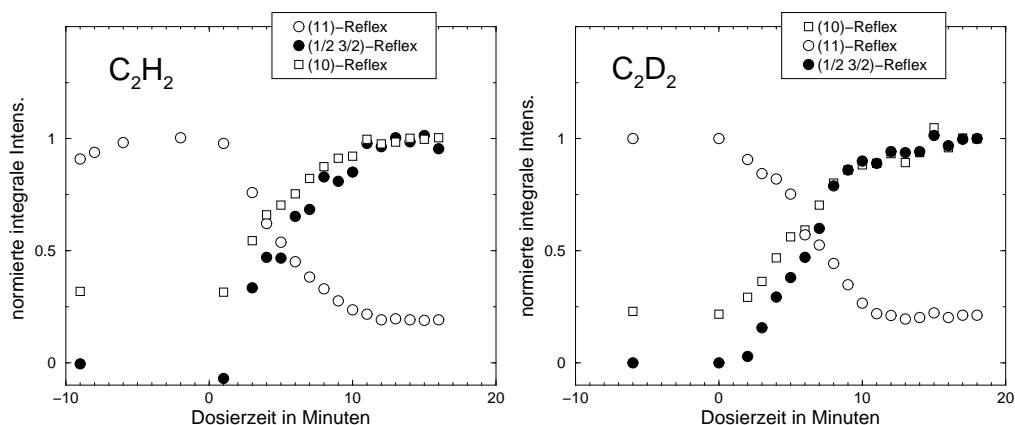 (11)−Reflex
(1/2 3/2)−Reflex
(10)−Reflex
C₂H₂
normierte integrale Intens.
1
0.5
0
−10
0
10
20
Dosierzeit in Minuten
(10)−Reflex
(11)−Reflex
(1/2 3/2)−Reflex
C₂D₂
normierte integrale Intens.
1
0.5
0
−10
0
10
20
Dosierzeit in Minuten